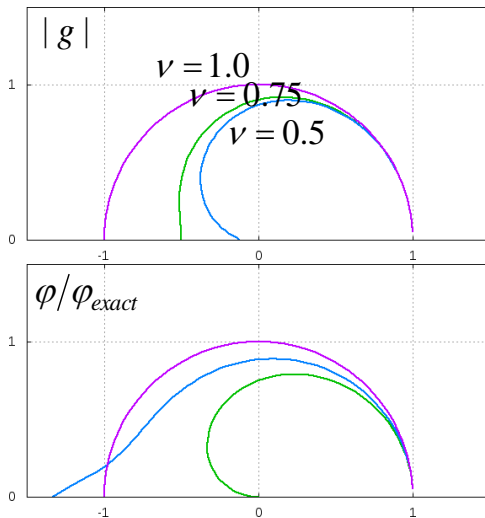 | g |
ν = 1.0
1
ν = 0.75
ν = 0.5
0
-1 0 1
φ/φexact
1
0
-1 0 1